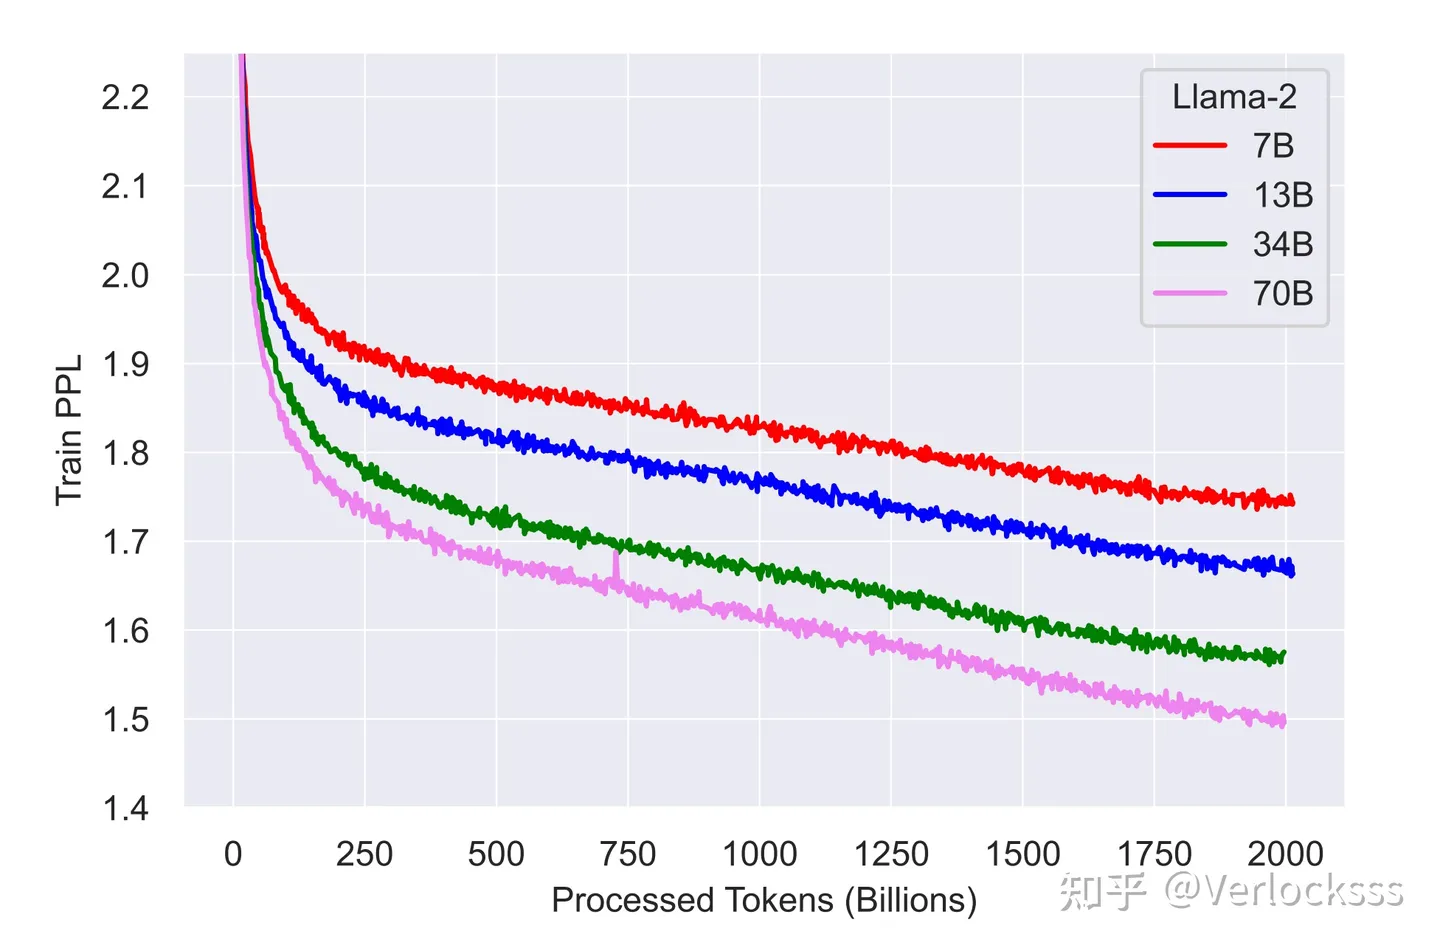 Llama-2
7B
13B
34B
70B
2.2
2.1
2.0
1.9
1.8
1.7
1.6
1.5
1.4
Train PPL
0 250 500 750 1000 1250 1500 1750 2000
Processed Tokens (Billions)
知乎 @Verlocksss